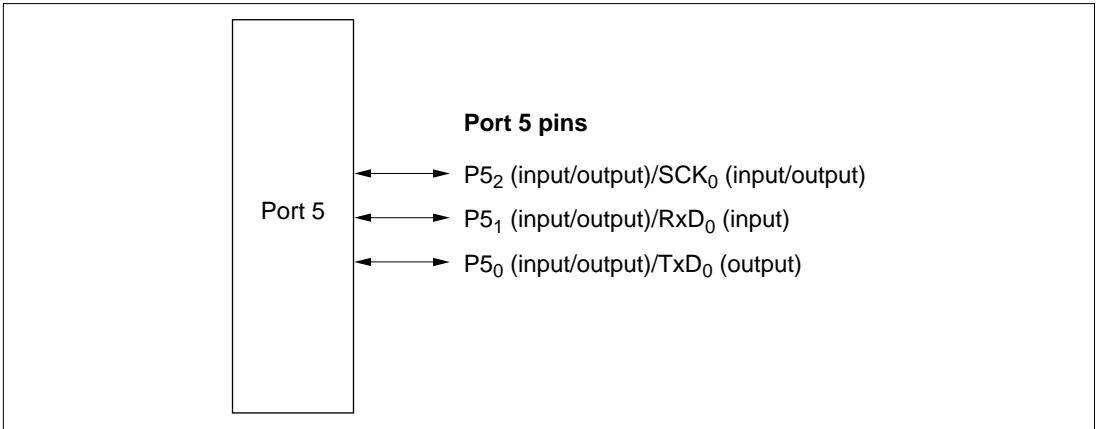 Port 5 pins
P5₂ (input/output)/SCK₀ (input/output)
Port 5
P5₁ (input/output)/RxD₀ (input)
P5₀ (input/output)/TxD₀ (output)